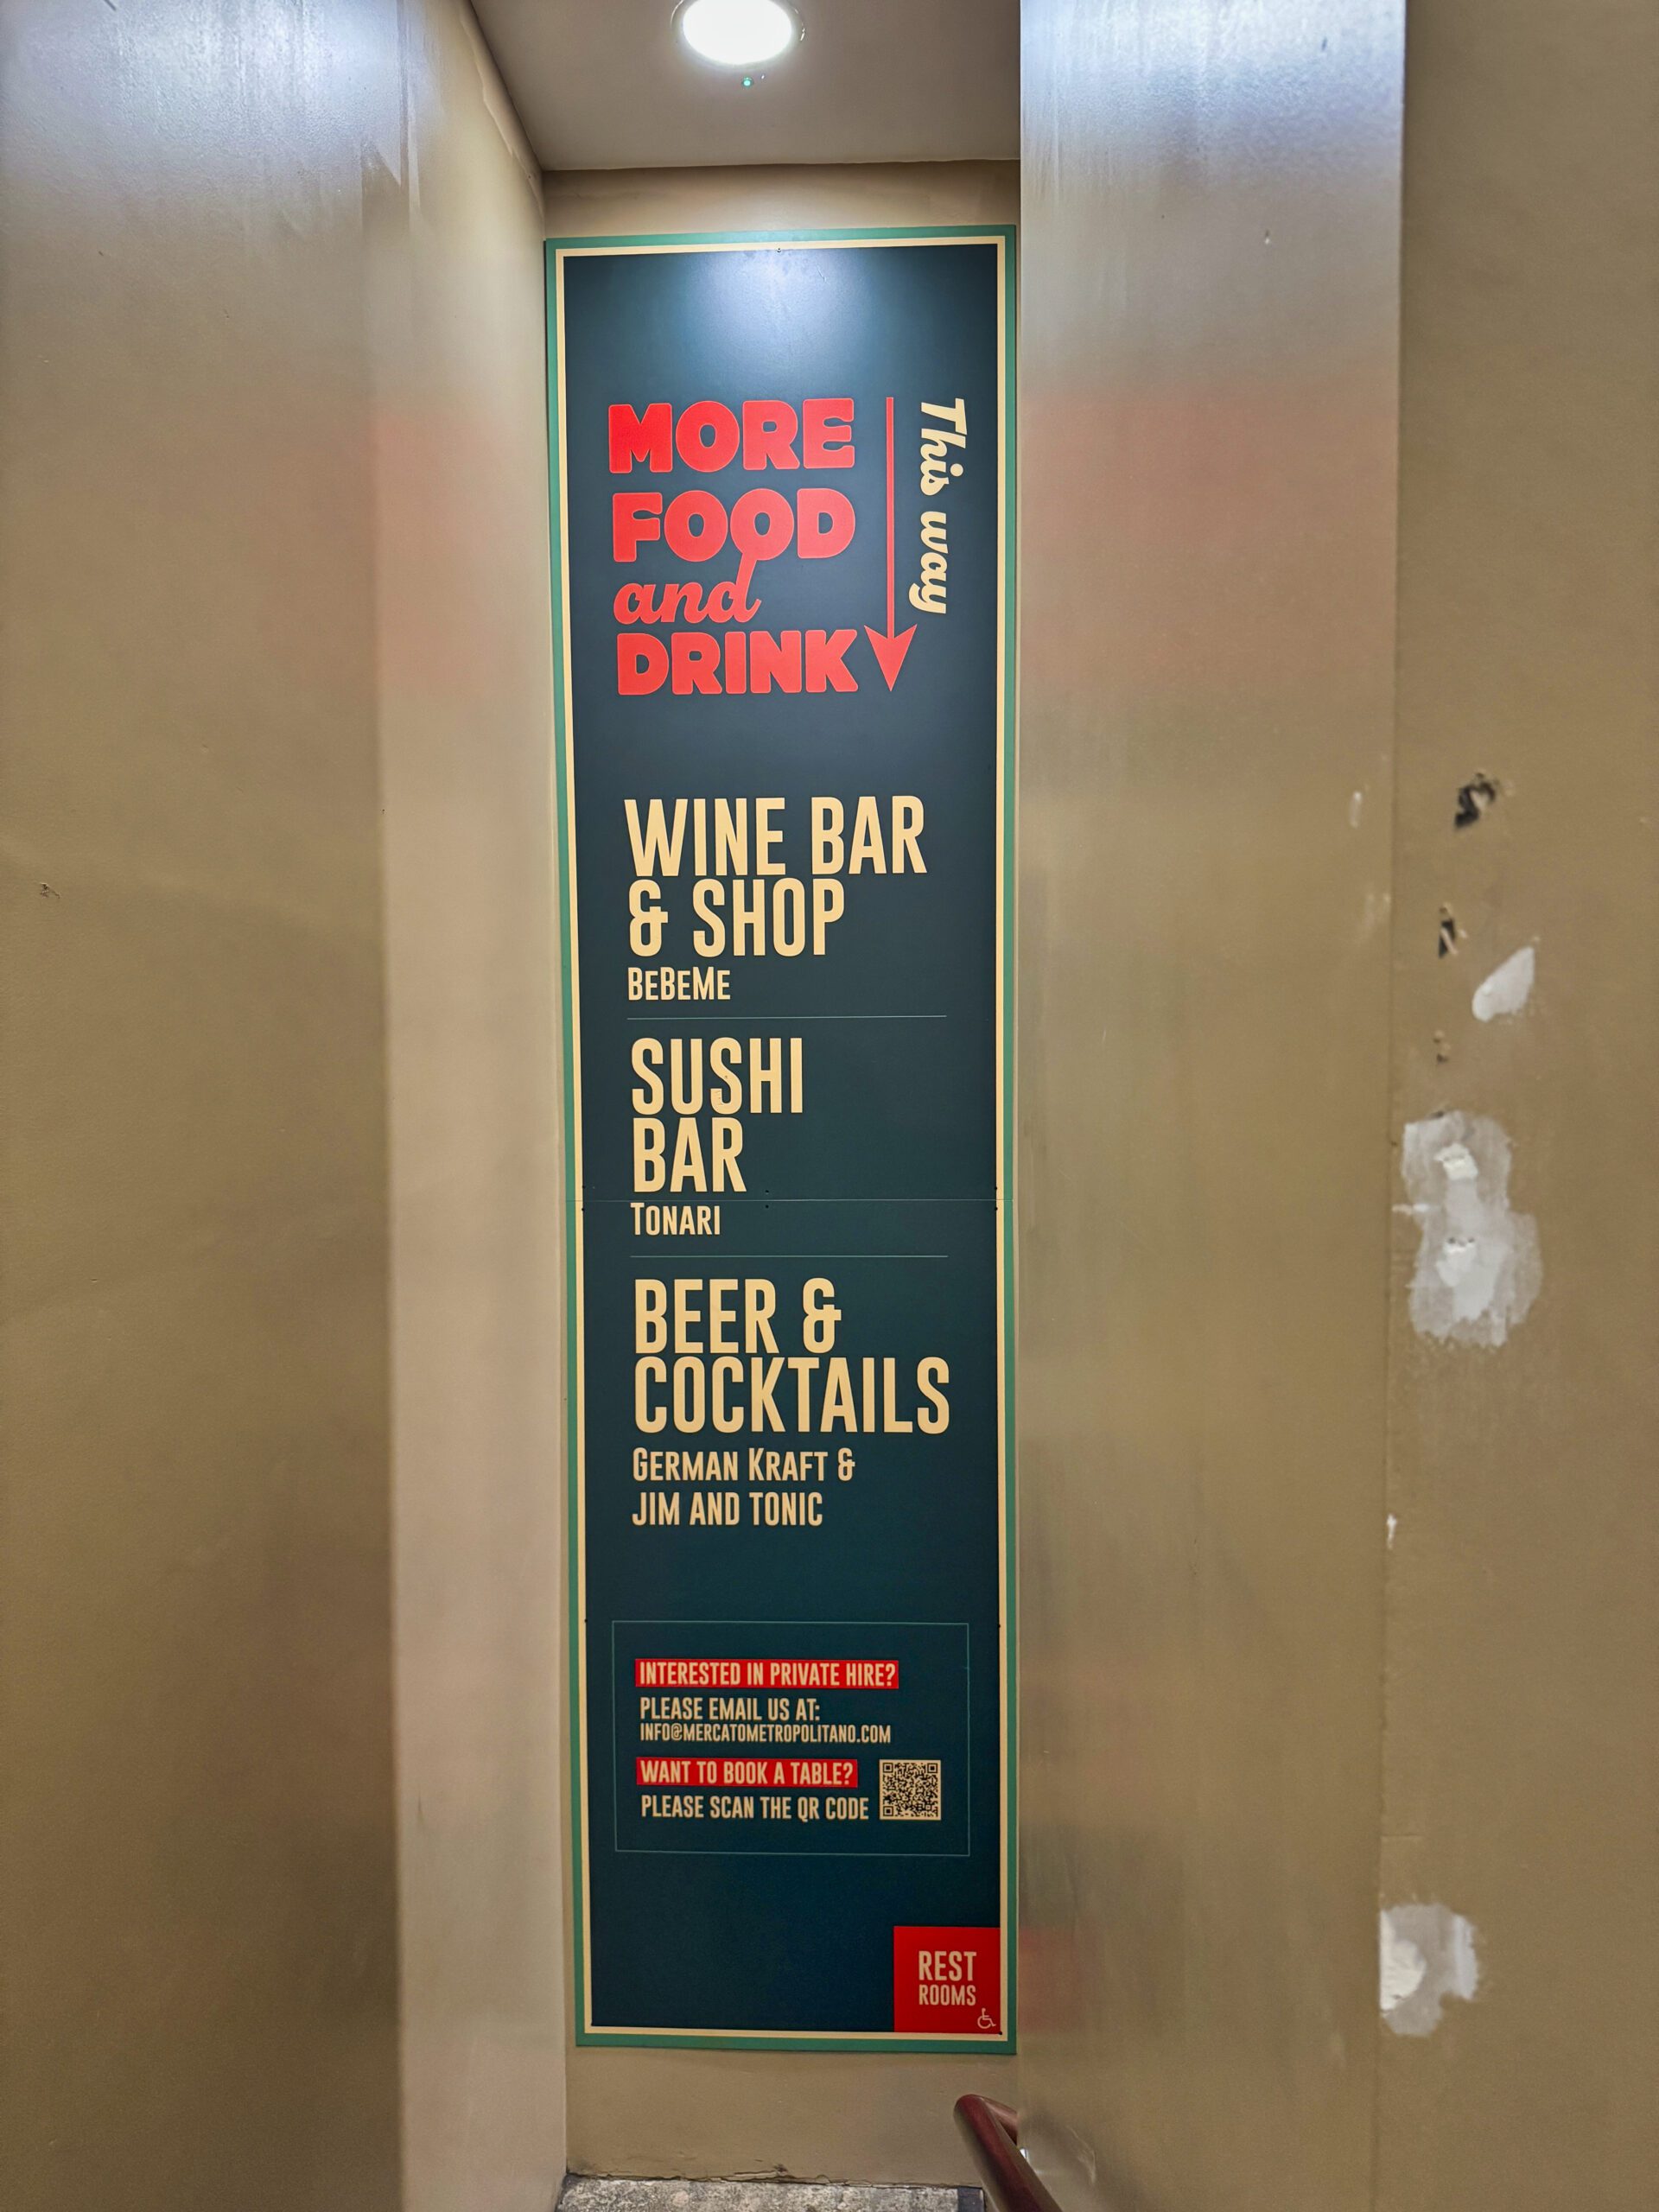 MORE
FOOD
and
DRINK
This way
WINE BAR
& SHOP
BEBEME
SUSHI
BAR
TONARI
BEER &
COCKTAILS
GERMAN KRAFT &
JIM AND TONIC
INTERESTED IN PRIVATE HIRE?
PLEASE EMAIL US AT:
INFO@MERCATOMETROPOLITANO.COM
WANT TO BOOK A TABLE?
PLEASE SCAN THE QR CODE
REST
ROOMS